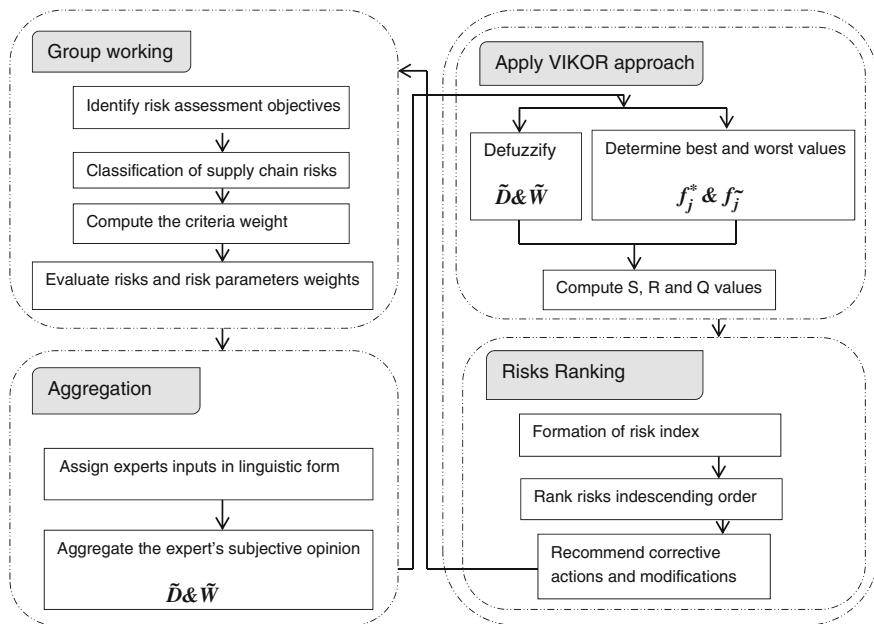 Group working
Identify risk assessment objectives
Classification of supply chain risks
Compute the criteria weight
Evaluate risks and risk parameters weights
Aggregation
Assign experts inputs in linguistic form
Aggregate the expert's subjective opinion
D̃&W̃
Apply VIKOR approach
Defuzzify
D̃&W̃
Determine best and worst values
f_j^* & f_j^~
Compute S, R and Q values
Risks Ranking
Formation of risk index
Rank risks indescending order
Recommend corrective
actions and modifications